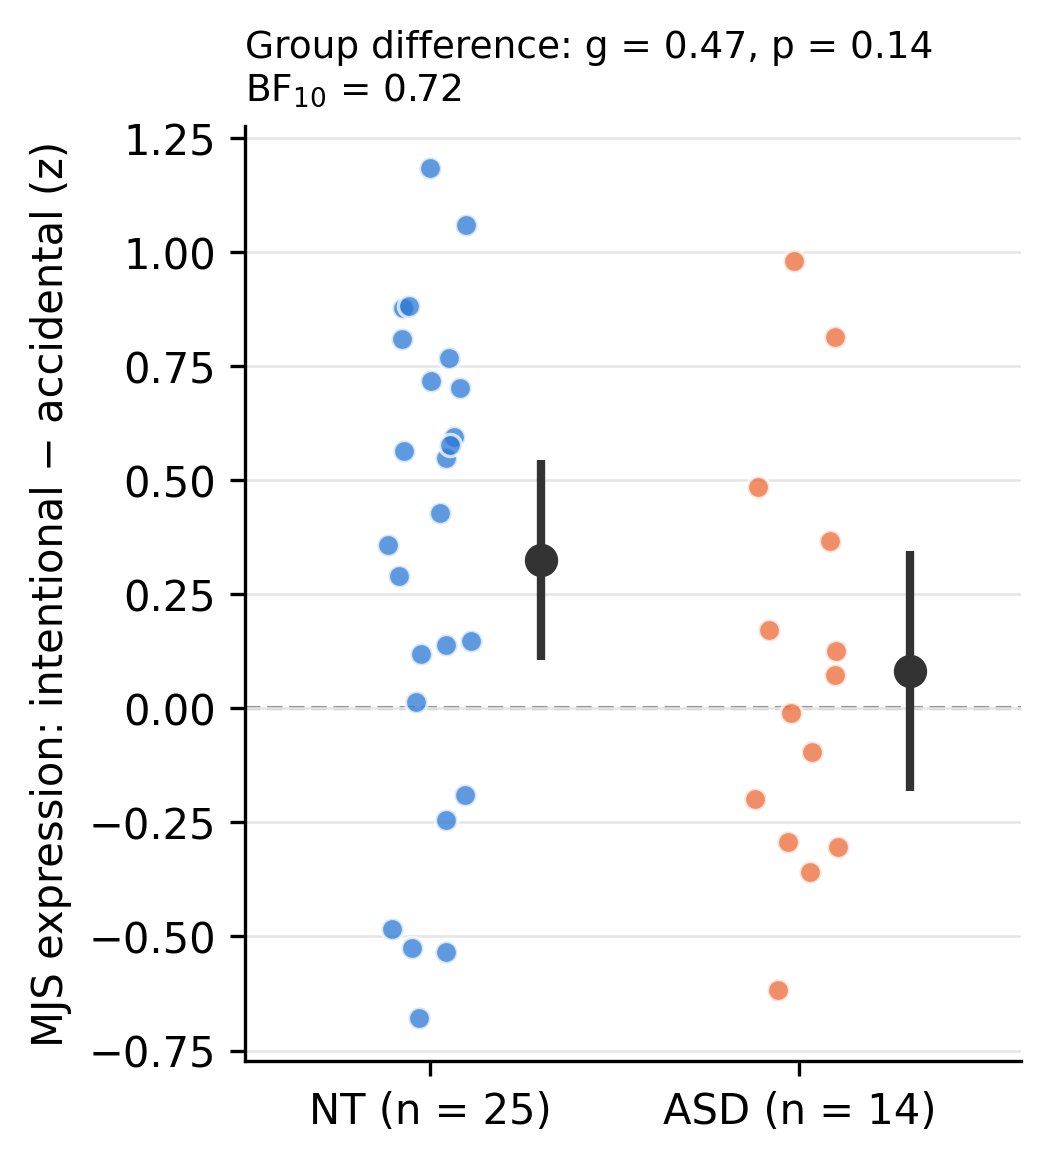 Group difference: g = 0.47, p = 0.14
BF₁₀ = 0.72
MJS expression: intentional − accidental (z)
1.25
1.00
0.75
0.50
0.25
0.00
−0.25
−0.50
−0.75
NT (n = 25)
ASD (n = 14)